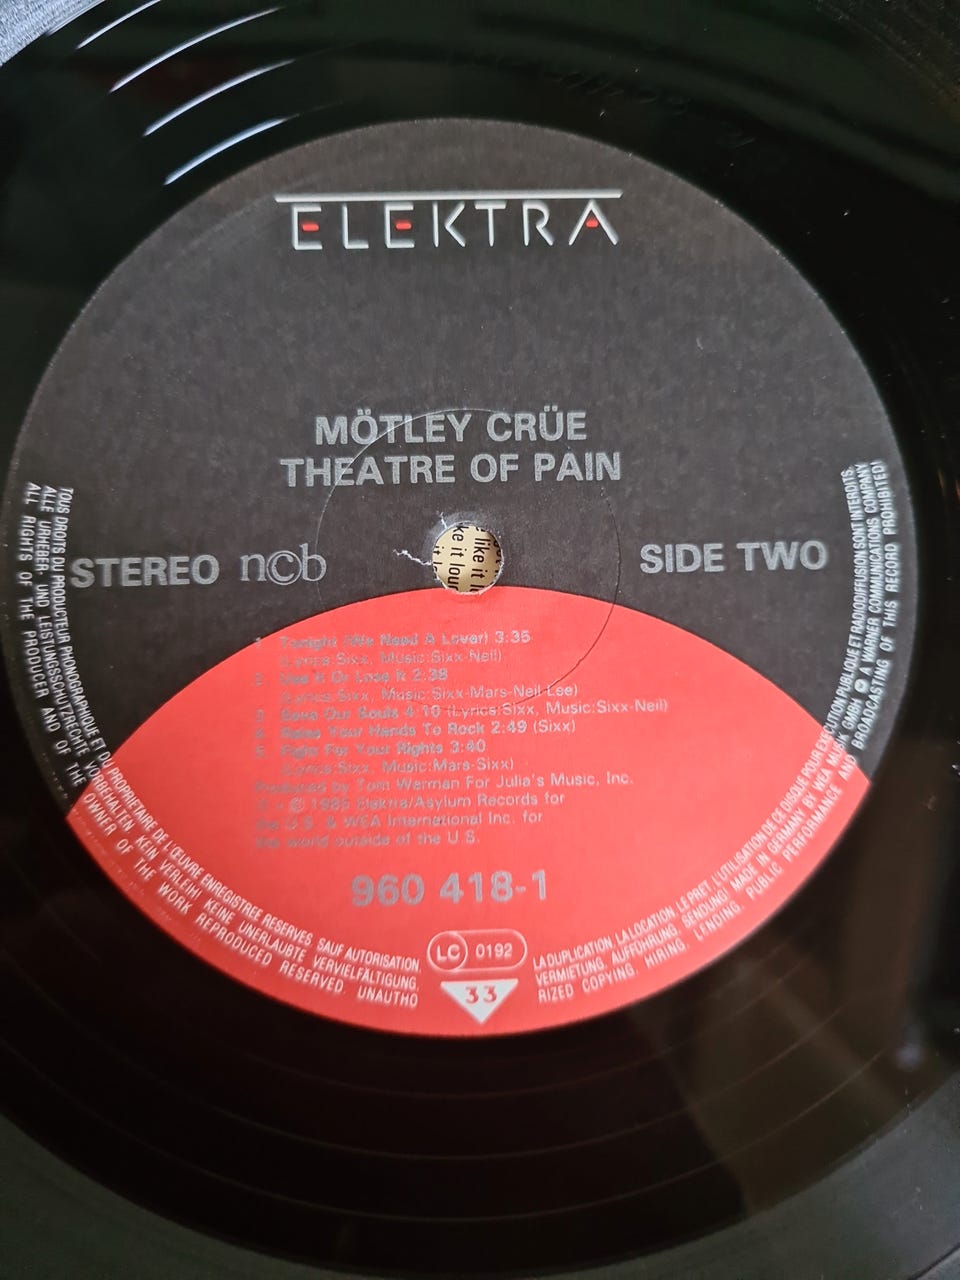 ELEKTRA
MÖTLEY CRÜE
THEATRE OF PAIN
STEREO n©b
SIDE TWO
ke it lour
like it l
1 Tonight (We Need A Lover) 3:35
(Lyrics:Sixx, Music:Sixx-Neil)
2 Use It Or Lose It 2:38
(Lyrics:Sixx, Music:Sixx-Mars-Neil-Lee)
3 Save Our Souls 4:10 (Lyrics:Sixx, Music:Sixx-Neil)
4 Raise Your Hands To Rock 2:49 (Sixx)
5 Fight For Your Rights 3:40
(Lyrics:Sixx, Music:Mars-Sixx)
Produced by Tom Werman For Julia's Music, Inc.
℗ © 1985 Elektra/Asylum Records for
the U.S. & WEA International Inc. for
the world outside of the U.S.
960 418-1
LC 0192
33
TOUS DROITS DU PRODUCTEUR PHONOGRAPHIQUE ET DU PROPRIETAIRE DE L'ŒUVRE ENREGISTREE RESERVES. SAUF AUTORISATION,
LA DUPLICATION, LA LOCATION, LE PRET, L'UTILISATION DE CE DISQUE POUR EXECUTION PUBLIQUE ET RADIODIFFUSION SONT INTERDITS.
ALLE URHEBER- UND LEISTUNGSSCHUTZRECHTE VORBEHALTEN. KEIN VERLEIH! KEINE UNERLAUBTE VERVIELFÄLTIGUNG,
VERMIETUNG, AUFFÜHRUNG, SENDUNG! MADE IN GERMANY BY WEA MUSIK GMBH A WARNER COMMUNICATIONS COMPANY
ALL RIGHTS OF THE PRODUCER AND OF THE OWNER OF THE WORK REPRODUCED RESERVED. UNAUTHO
RIZED COPYING, HIRING, LENDING, PUBLIC PERFORMANCE AND BROADCASTING OF THIS RECORD PROHIBITED!